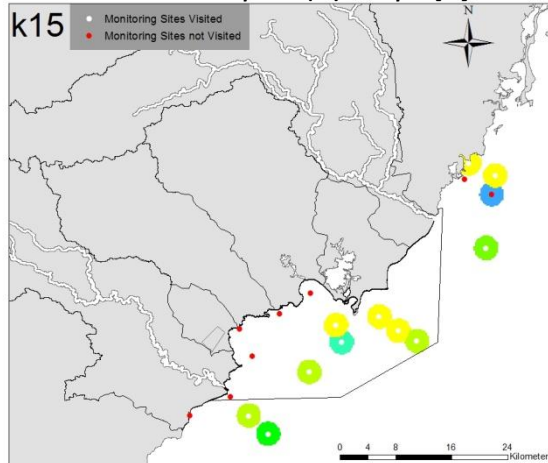 k15
Monitoring Sites Visited
Monitoring Sites not Visited
N
0 4 8 16 24
Kilometer